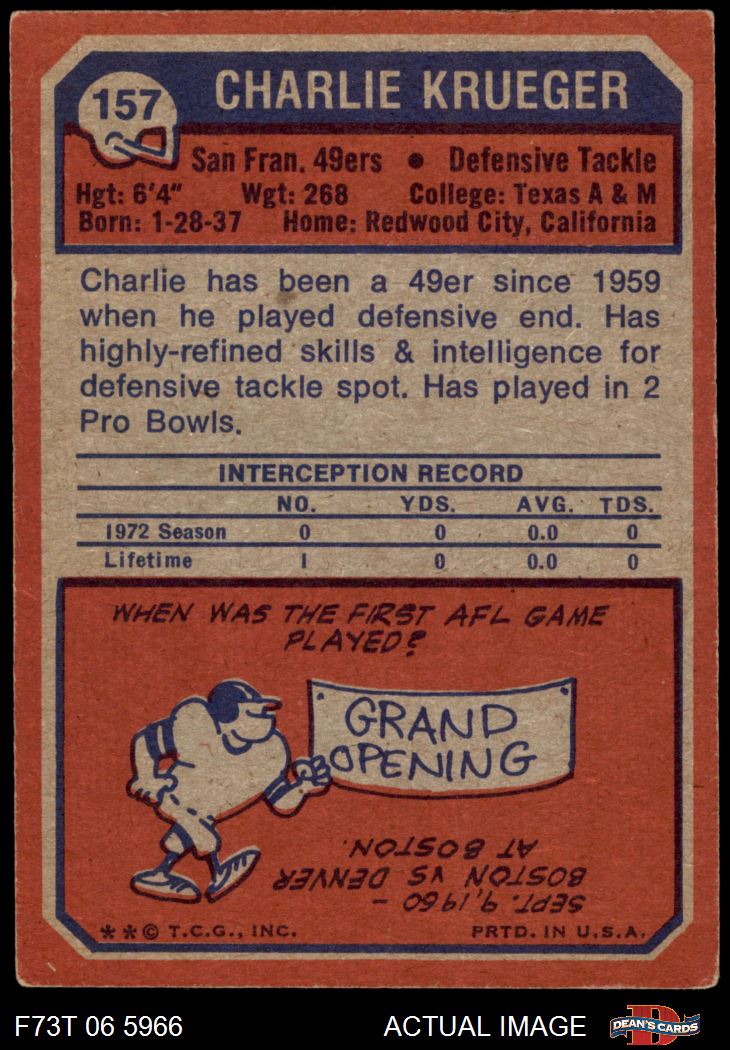 157
CHARLIE KRUEGER
San Fran. 49ers • Defensive Tackle
Hgt: 6'4" Wgt: 268 College: Texas A & M
Born: 1-28-37 Home: Redwood City, California
Charlie has been a 49er since 1959
when he played defensive end. Has
highly-refined skills & intelligence for
defensive tackle spot. Has played in 2
Pro Bowls.
INTERCEPTION RECORD
NO. YDS. AVG. TDS.
1972 Season 0 0 0.0 0
Lifetime 1 0 0.0 0
WHEN WAS THE FIRST AFL GAME
PLAYED?
GRAND
OPENING
SEPT. 9, 1960 -
BOSTON VS DENVER
AT BOSTON.
**© T.C.G., INC. PRTD. IN U.S.A.
F73T 06 5966 ACTUAL IMAGE
D
DEAN'S CARDS